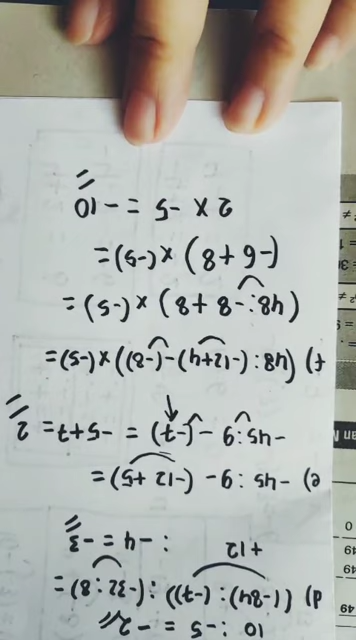 10 : -5 = -2
d) ((-84) : (-7)) : (-32 : 8) =
+12 : -4 = -3
e) -45 : 9 - (-12 + 5) =
-45 : 9 - (-7) = -5 + 7 = 2
f) (48 : (-12+4) - (-8)) × (-5) =
(48 : -8 + 8) × (-5) =
(-6 + 8) × (-5) =
2 × -5 = -10